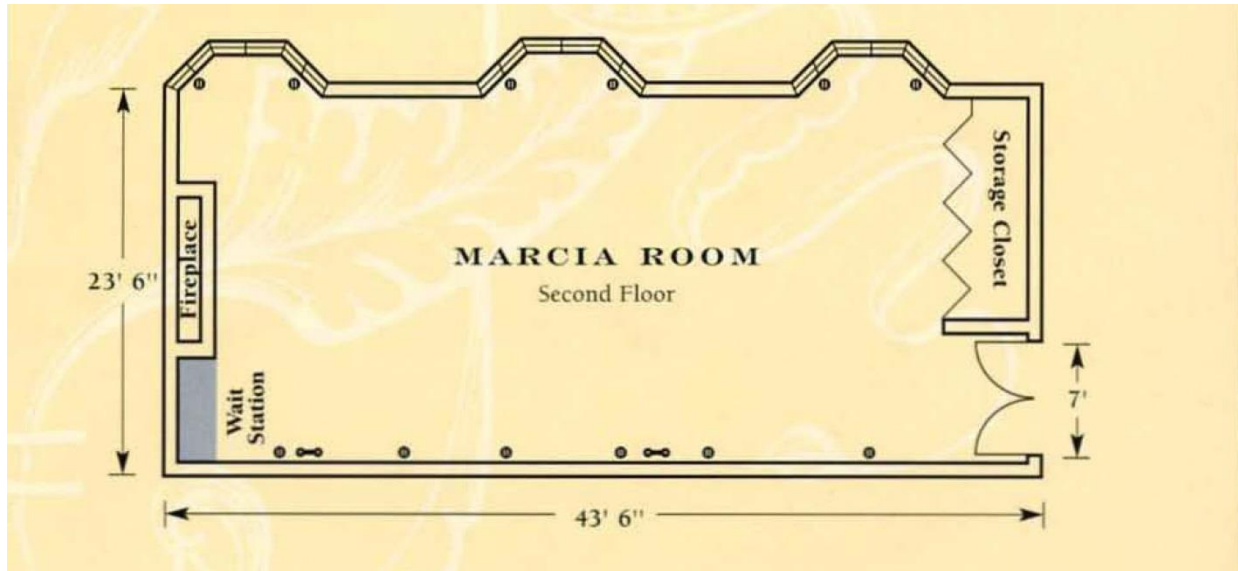 23' 6"
Fireplace
Wait
Station
MARCIA ROOM
Second Floor
Storage Closet
7'
43' 6"